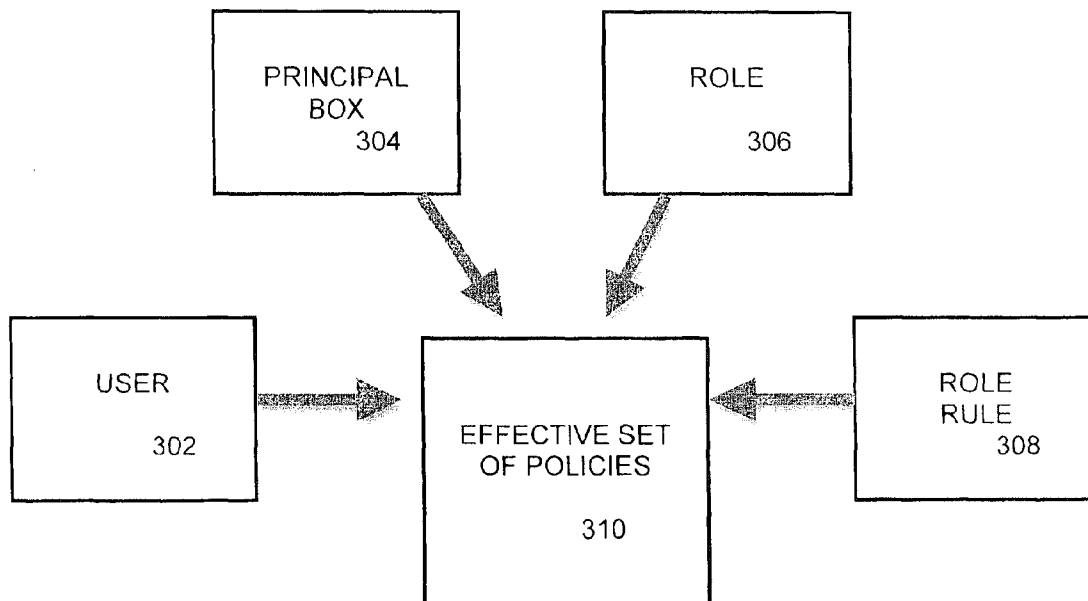 PRINCIPAL
BOX
304
ROLE
306
USER
302
EFFECTIVE SET
OF POLICIES
310
ROLE
RULE
308